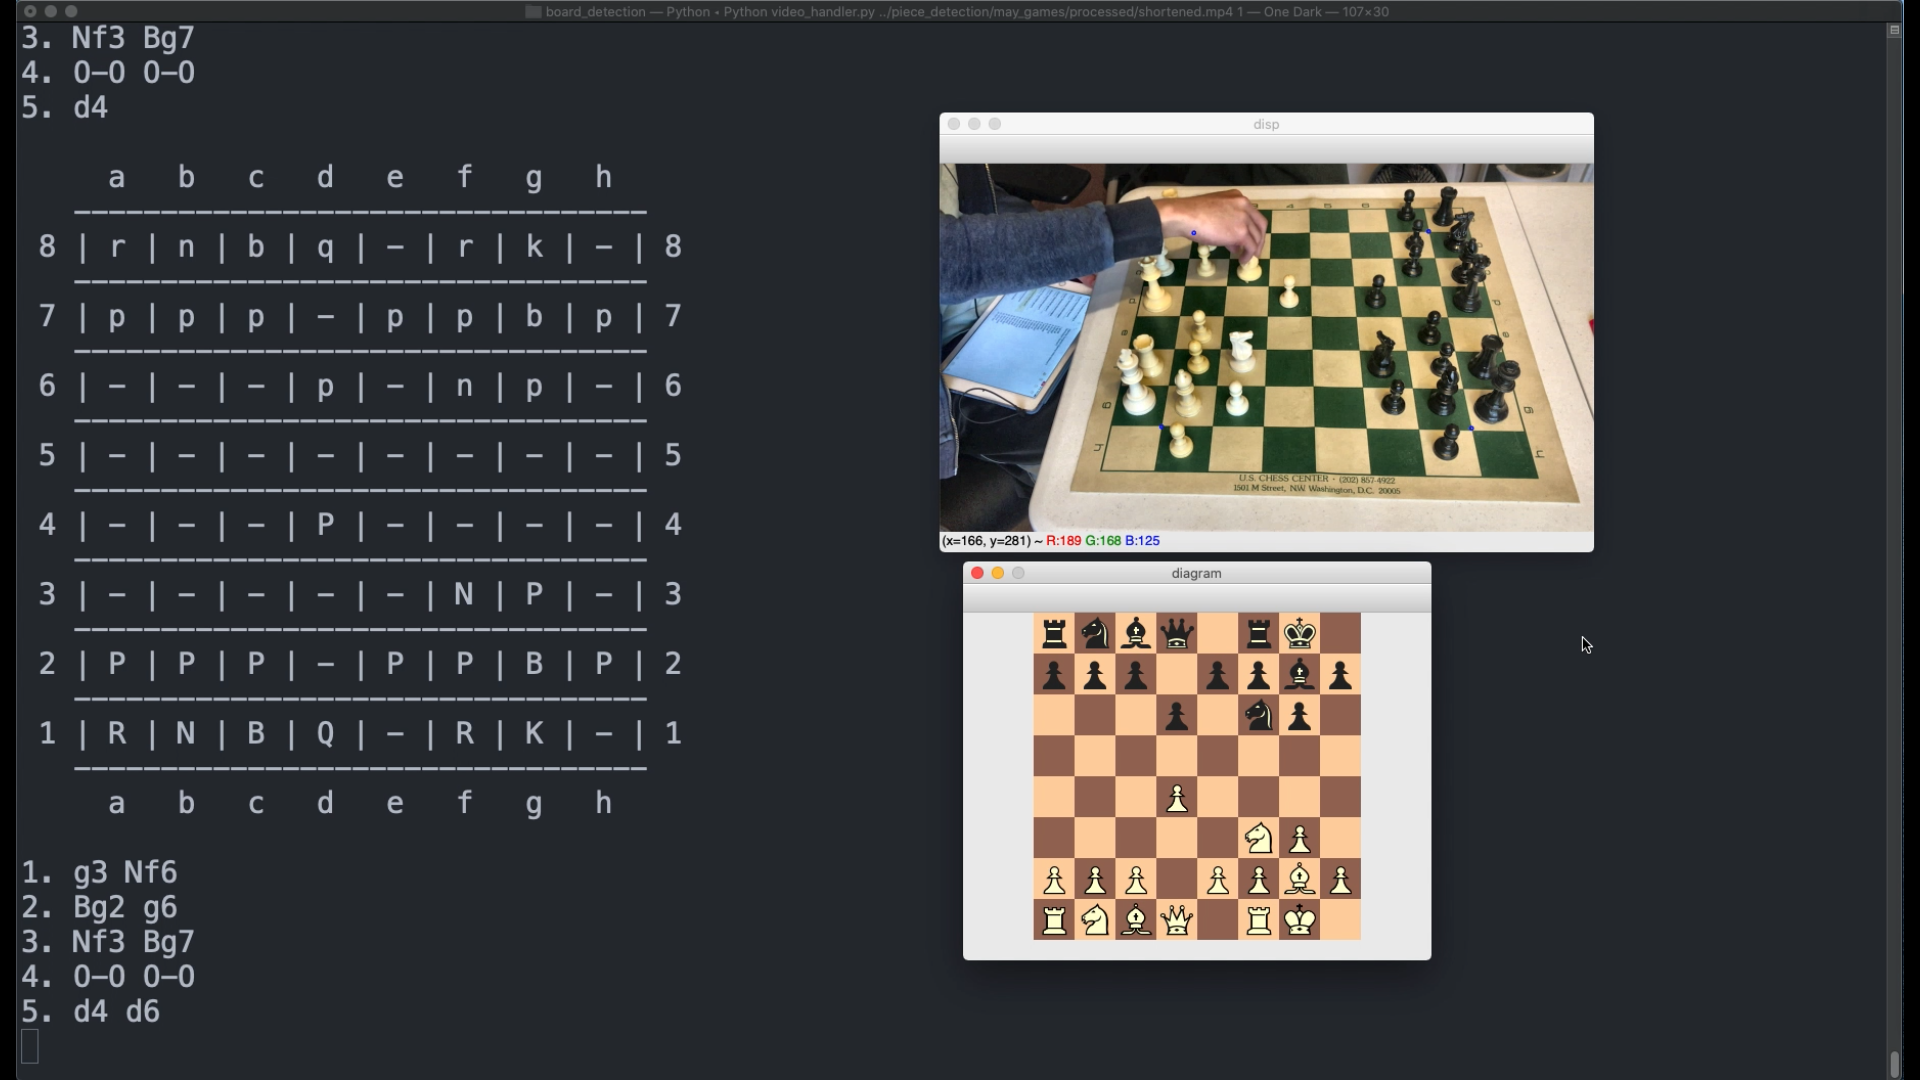 board_detection — Python • Python video_handler.py ../piece_detection/may_games/processed/shortened.mp4 1 — One Dark — 107×30
3. Nf3 Bg7
4. O–O O–O
5. d4
a b c d e f g h
8 | r | n | b | q | – | r | k | – | 8
7 | p | p | p | – | p | p | b | p | 7
6 | – | – | – | p | – | n | p | – | 6
5 | – | – | – | – | – | – | – | – | 5
4 | – | – | – | P | – | – | – | – | 4
3 | – | – | – | – | – | N | P | – | 3
2 | P | P | P | – | P | P | B | P | 2
1 | R | N | B | Q | – | R | K | – | 1
a b c d e f g h
1. g3 Nf6
2. Bg2 g6
3. Nf3 Bg7
4. O–O O–O
5. d4 d6
disp
4 5 6
d
e
g
h
g
h
U.S. CHESS CENTER · (202) 857-4922
1501 M Street, NW Washington, D.C. 20005
(x=166, y=281) ~ R:189 G:168 B:125
diagram